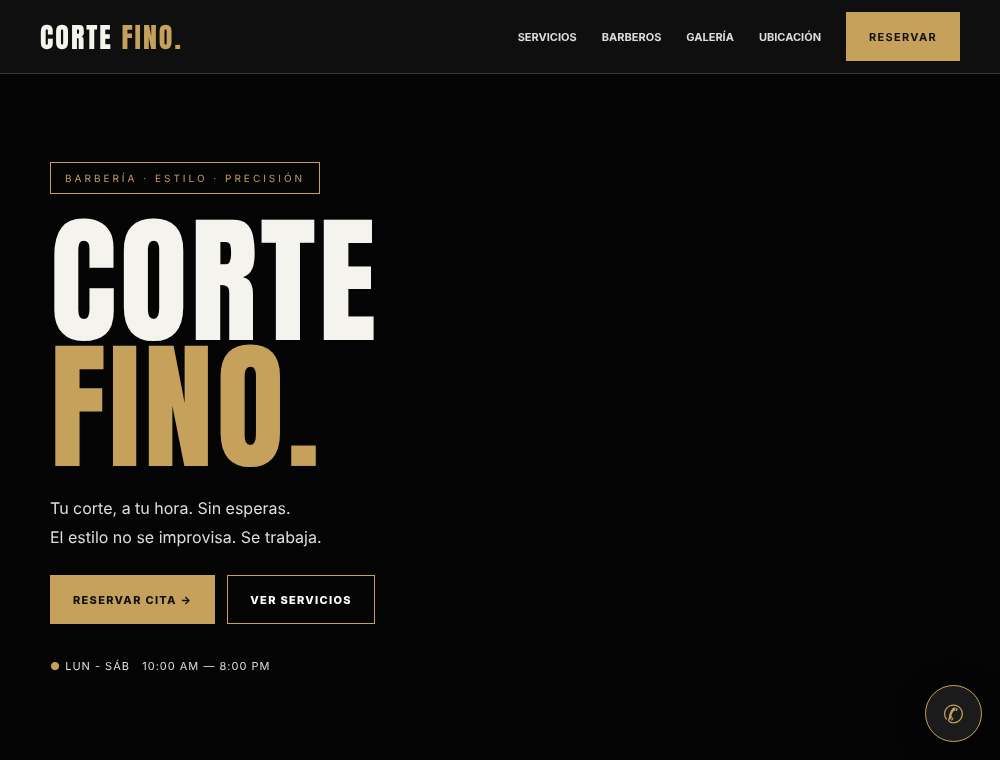 CORTE FINO.
SERVICIOS
BARBEROS
GALERÍA
UBICACIÓN
RESERVAR
BARBERÍA · ESTILO · PRECISIÓN
CORTE
FINO.
Tu corte, a tu hora. Sin esperas.
El estilo no se improvisa. Se trabaja.
RESERVAR CITA →
VER SERVICIOS
LUN - SÁB 10:00 AM — 8:00 PM